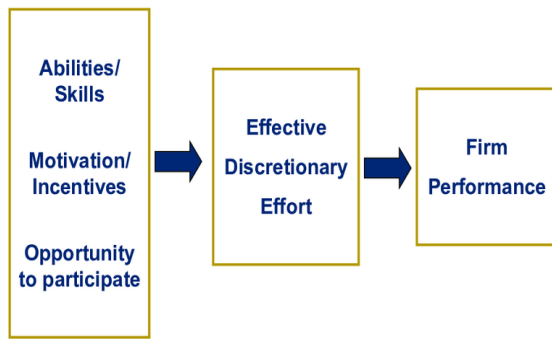 Abilities/
Skills
Motivation/
Incentives
Opportunity
to participate
Effective
Discretionary
Effort
Firm
Performance